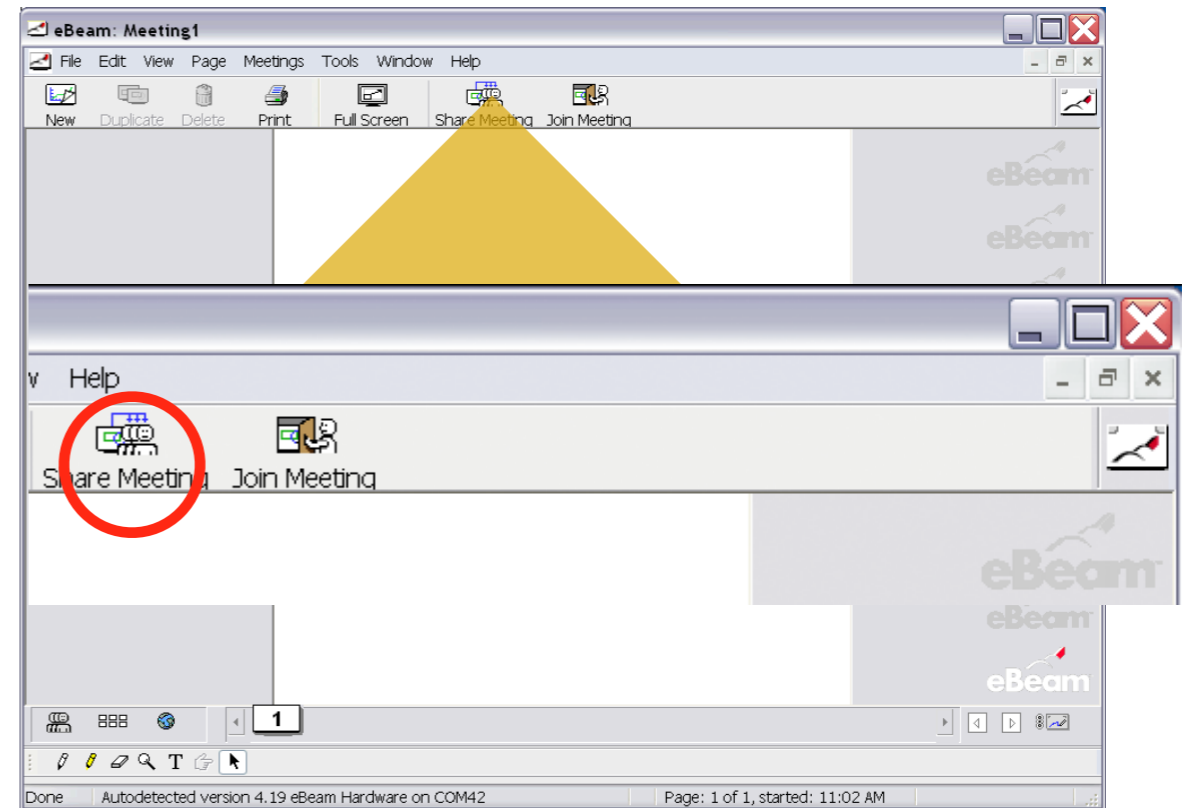 eBeam: Meeting1
File Edit View Page Meetings Tools Window Help
New Duplicate Delete Print Full Screen Share Meeting Join Meeting
eBeam
eBeam
Help
Share Meeting Join Meeting
eBeam
eBeam
eBeam
1
T
Done Autodetected version 4.19 eBeam Hardware on COM42 Page: 1 of 1, started: 11:02 AM